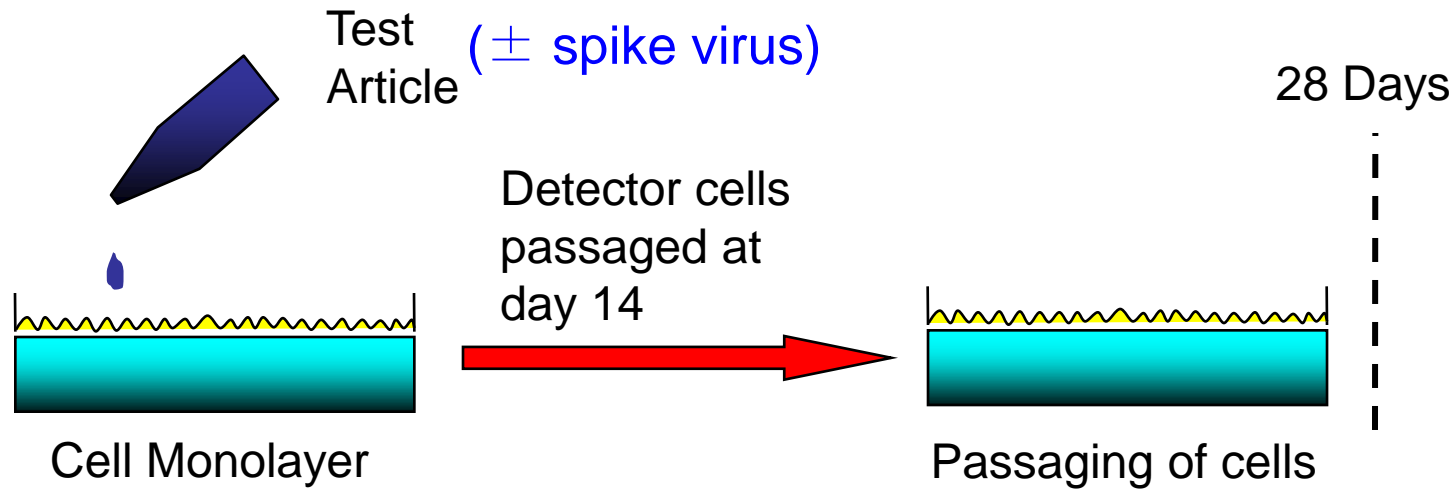 Test
Article
(± spike virus)
28 Days
Detector cells
passaged at
day 14
Cell Monolayer
Passaging of cells